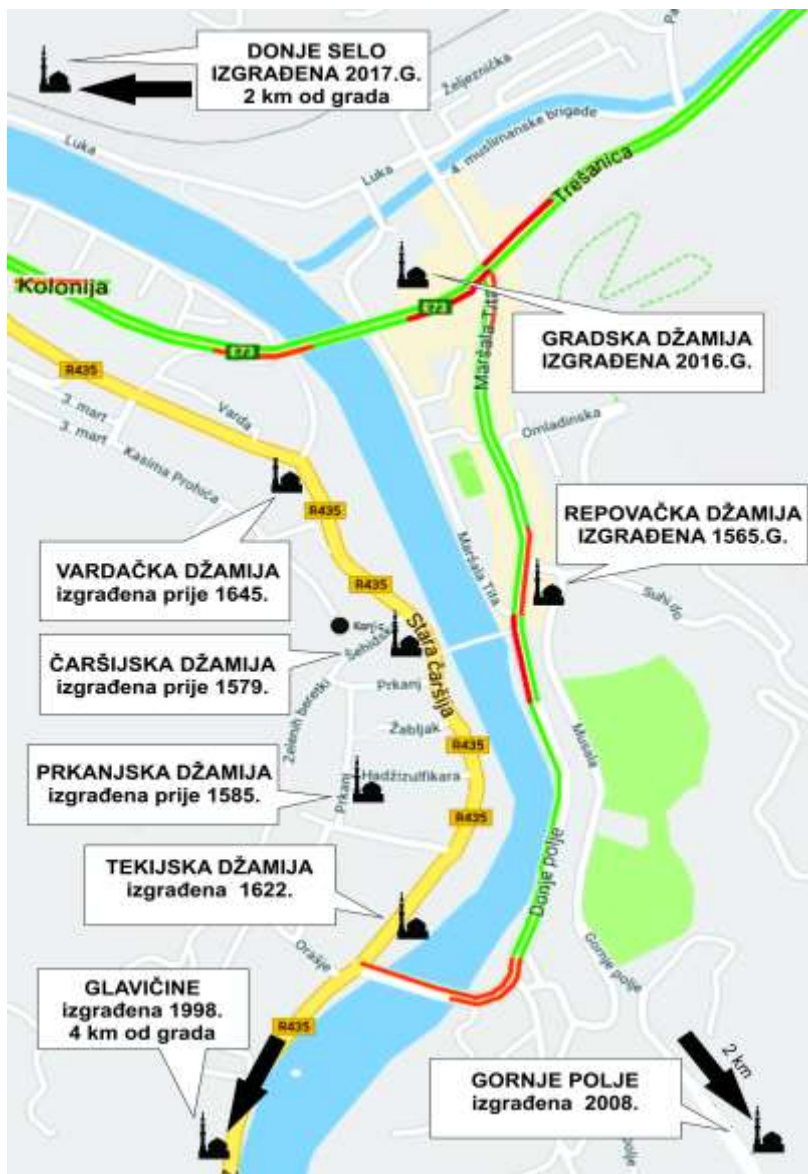 DONJE SELO
IZGRAĐENA 2017.G.
2 km od grada
Željeznička
4. muslimanske brigade
Luka
Luka
Trešanica
Kolonija
E73
E73
Maršala Tita
GRADSKA DŽAMIJA
IZGRAĐENA 2016.G.
R435
3. mart
3. mart
Varda
Kasima Prohića
Omladinska
R435
REPOVAČKA DŽAMIJA
IZGRAĐENA 1565.G.
VARDAČKA DŽAMIJA
izgrađena prije 1645.
Maršala Tita
R435
Suhi do
Stara čaršija
Šehidska
ČARŠIJSKA DŽAMIJA
izgrađena prije 1579.
Prkanj
Zelenih beretki
Žabljak
R435
Musala
PRKANJSKA DŽAMIJA
izgrađena prije 1585.
Prkanj
Hadžizulfikara
R435
TEKIJSKA DŽAMIJA
izgrađena 1622.
Donje polje
Orašje
Gornje polje
GLAVIČINE
izgrađena 1998.
4 km od grada
R435
2 km
GORNJE POLJE
izgrađena 2008.
polje